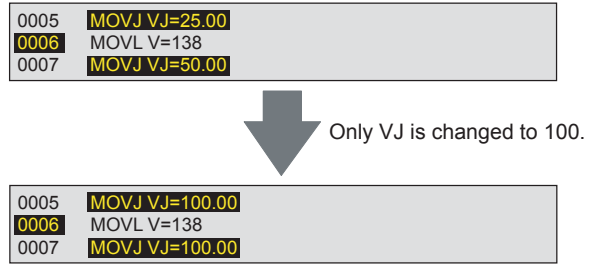 0005 MOVJ VJ=25.00
0006 MOVL V=138
0007 MOVJ VJ=50.00
Only VJ is changed to 100.
0005 MOVJ VJ=100.00
0006 MOVL V=138
0007 MOVJ VJ=100.00